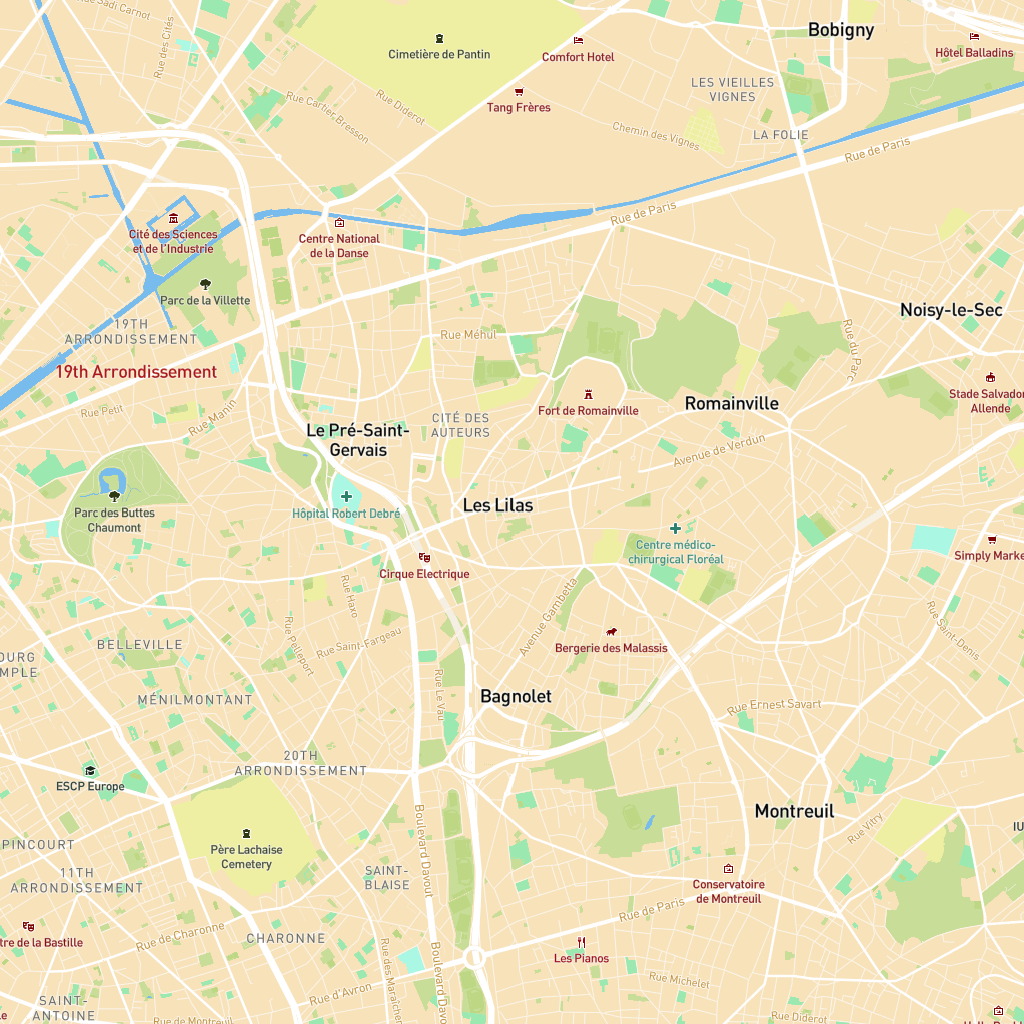 Rue Sadi Carnot
Rue des Cités
Cimetière de Pantin
Comfort Hotel
Bobigny
Hôtel Balladins
LES VIEILLES
VIGNES
Tang Frères
Rue Cartier Bresson
Rue Diderot
Chemin des Vignes
LA FOLIE
Rue de Paris
Rue de Paris
Cité des Sciences
et de l'Industrie
Centre National
de la Danse
Parc de la Villette
19TH
ARRONDISSEMENT
Rue Méhul
Noisy-le-Sec
Rue du Parc
19th Arrondissement
Rue Petit
Rue Manin
Le Pré-Saint-
Gervais
CITÉ DES
AUTEURS
Fort de Romainville
Romainville
Stade Salvador
Allende
Avenue de Verdun
Parc des Buttes
Chaumont
Hôpital Robert Debré
Les Lilas
Centre médico-
chirurgical Floréal
Simply Marke
Cirque Electrique
Rue Haxo
Rue Pelleport
Rue Saint-Fargeau
Avenue Gambetta
Bergerie des Malassis
Rue Saint-Denis
BELLEVILLE
OURG
MPLE
MÉNILMONTANT
Rue Le Vau
Bagnolet
Rue Ernest Savart
20TH
ARRONDISSEMENT
ESCP Europe
Boulevard Davout
Montreuil
Rue Vitry
IU
Père Lachaise
Cemetery
PINCOURT
11TH
ARRONDISSEMENT
SAINT-
BLAISE
Conservatoire
de Montreuil
Rue de Paris
tre de la Bastille
Rue de Charonne
CHARONNE
Rue des Maraîchers
Boulevard Davout
Les Pianos
Rue Michelet
Rue d'Avron
SAINT-
ANTOINE
Rue de Montreuil
Rue Diderot